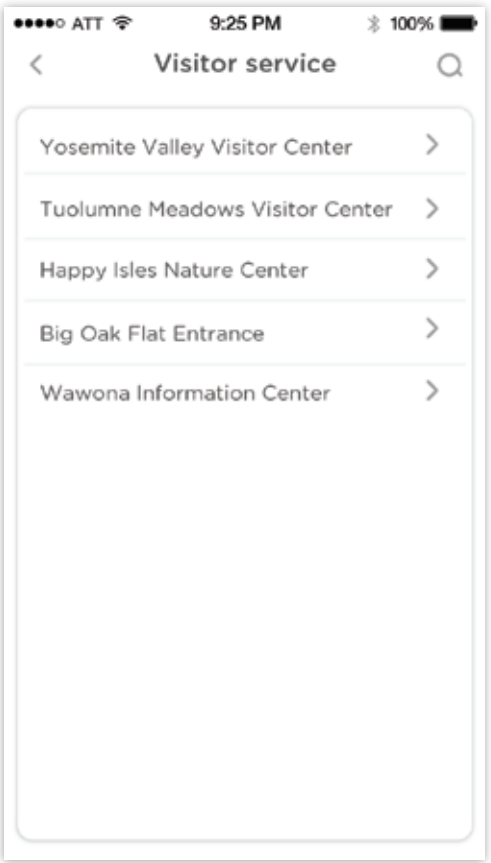 ATT 9:25 PM 100%
Visitor service
Yosemite Valley Visitor Center
Tuolumne Meadows Visitor Center
Happy Isles Nature Center
Big Oak Flat Entrance
Wawona Information Center